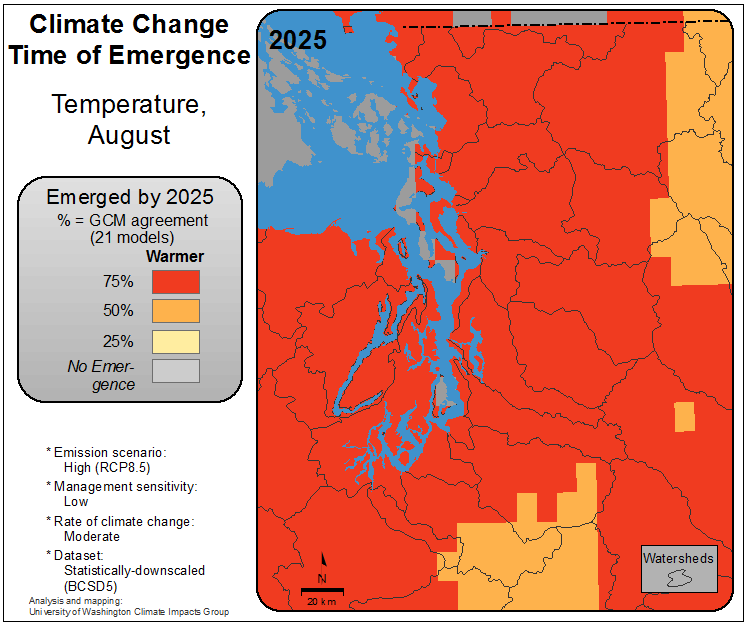 Climate Change
Time of Emergence
Temperature,
August
Emerged by 2025
% = GCM agreement
(21 models)
Warmer
75%
50%
25%
No Emer-
gence
* Emission scenario:
High (RCP8.5)
* Management sensitivity:
Low
* Rate of climate change:
Moderate
* Dataset:
Statistically-downscaled
(BCSD5)
Analysis and mapping:
University of Washington Climate Impacts Group
2025
N
20 km
Watersheds